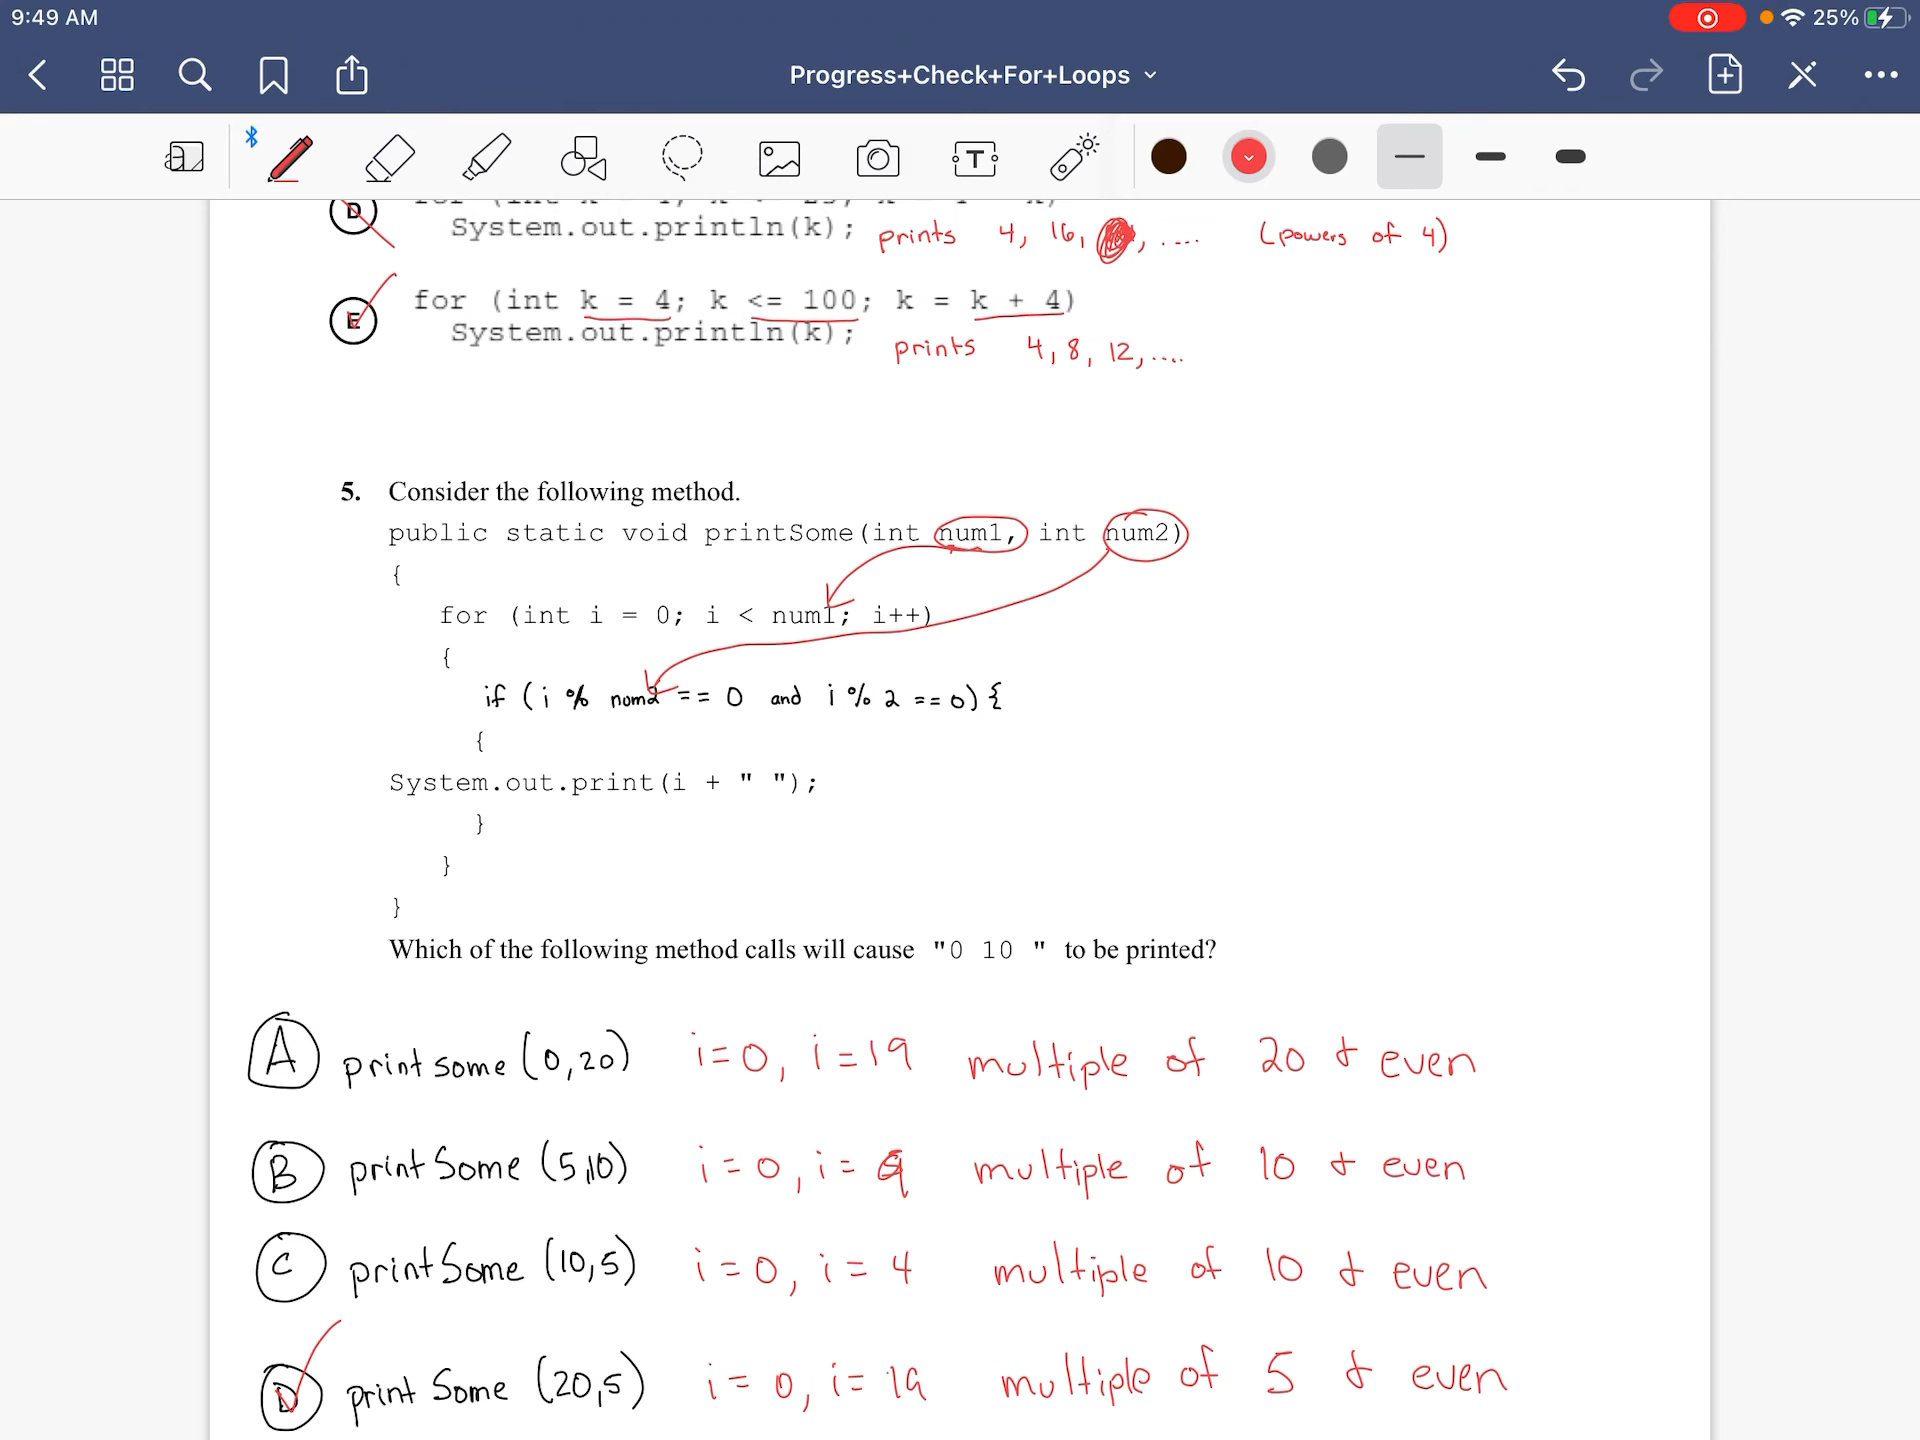 9:49 AM
25%
Progress+Check+For+Loops
a
T
D
System.out.println(k); prints 4, 16, , .... (powers of 4)
E for (int k = 4; k <= 100; k = k + 4)
System.out.println(k);
prints 4, 8, 12, ....
5. Consider the following method.
public static void printSome(int num1, int num2)
{
for (int i = 0; i < num1; i++)
{
if (i % num2 == 0 and i % 2 == 0) {
{
System.out.print(i + " ");
}
}
}
Which of the following method calls will cause "0 10 " to be printed?
A print some (0,20) i=0, i=19 multiple of 20 & even
B print Some (5,10) i=0, i=9 multiple of 10 & even
C print Some (10,5) i=0, i=4 multiple of 10 & even
D print Some (20,5) i=0, i=19 multiple of 5 & even